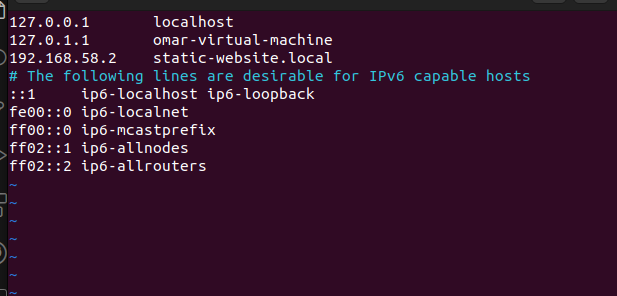 127.0.0.1       localhost
127.0.1.1       omar-virtual-machine
192.168.58.2    static-website.local
# The following lines are desirable for IPv6 capable hosts
::1     ip6-localhost ip6-loopback
fe00::0 ip6-localnet
ff00::0 ip6-mcastprefix
ff02::1 ip6-allnodes
ff02::2 ip6-allrouters
~
~
~
~
~
~